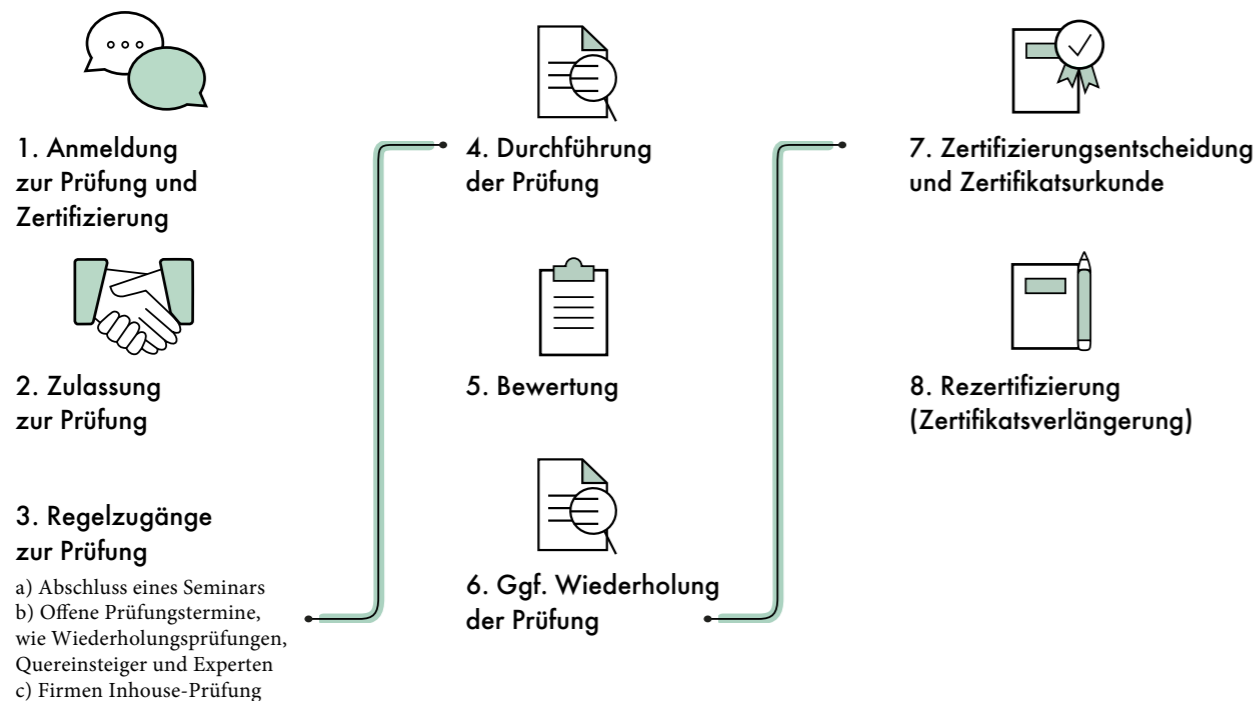 1. Anmeldung
zur Prüfung und
Zertifizierung
2. Zulassung
zur Prüfung
3. Regelzugänge
zur Prüfung
a) Abschluss eines Seminars
b) Offene Prüfungstermine,
wie Wiederholungsprüfungen,
Quereinsteiger und Experten
c) Firmen Inhouse-Prüfung
4. Durchführung
der Prüfung
5. Bewertung
6. Ggf. Wiederholung
der Prüfung
7. Zertifizierungsentscheidung
und Zertifikatsurkunde
8. Rezertifizierung
(Zertifikatsverlängerung)